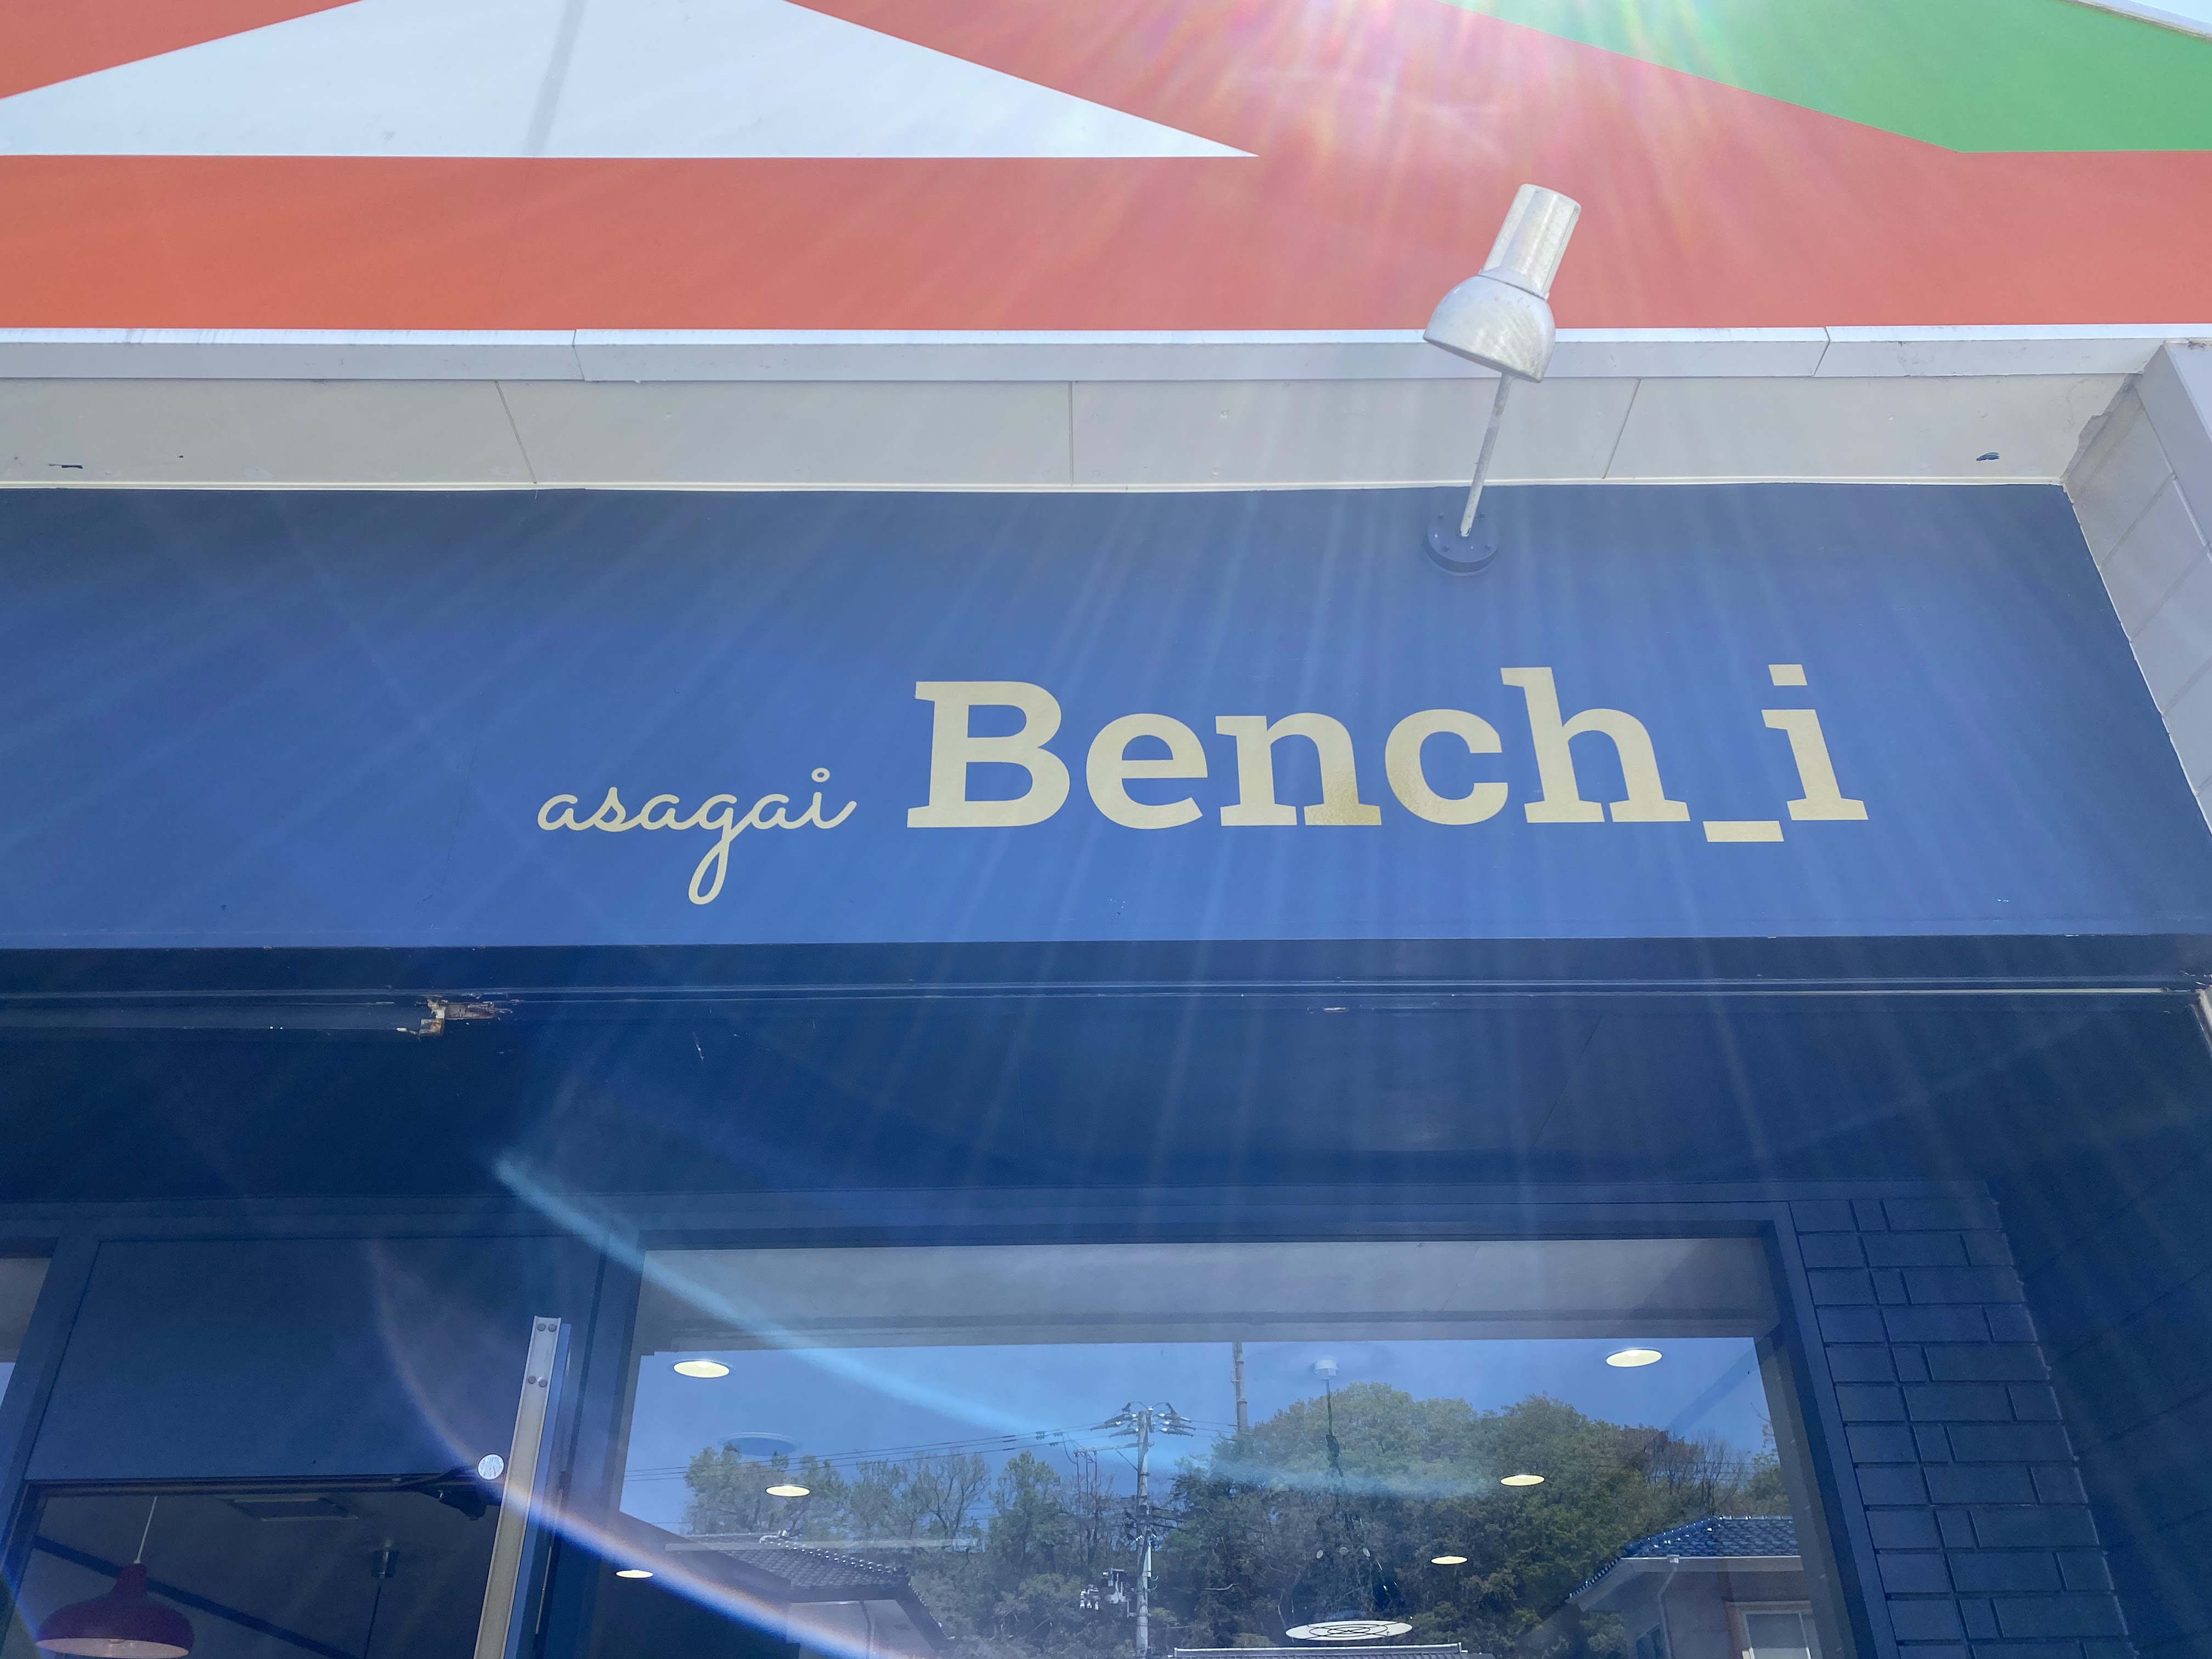 asagai Bench_i